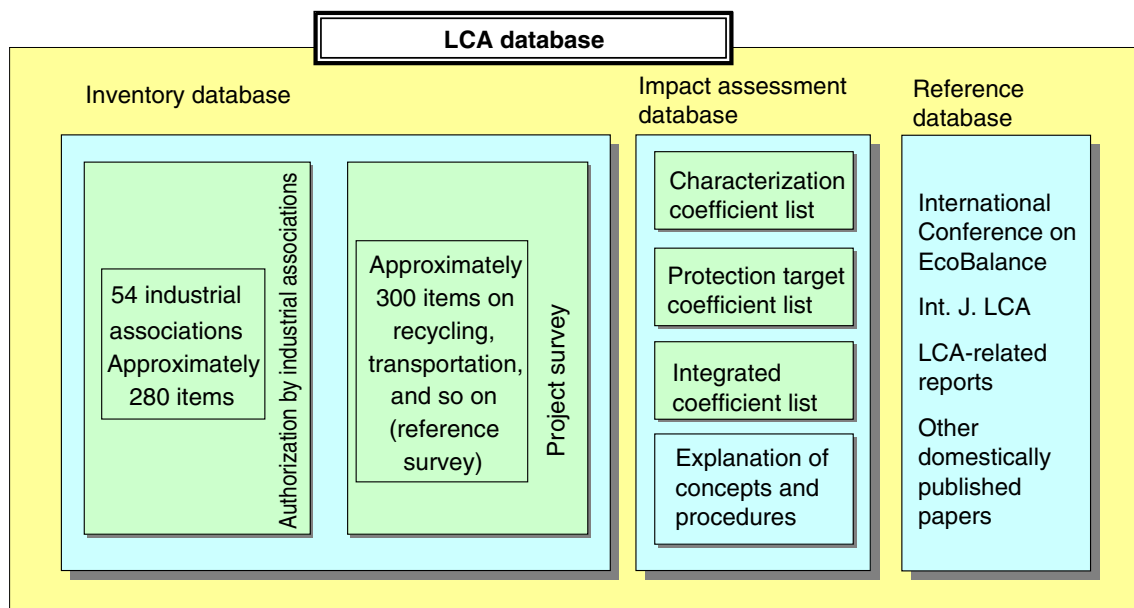 LCA database
Inventory database
54 industrial
associations
Approximately
280 items
Authorization by industrial associations
Approximately
300 items on
recycling,
transportation,
and so on
(reference
survey)
Project survey
Impact assessment
database
Characterization
coefficient list
Protection target
coefficient list
Integrated
coefficient list
Explanation of
concepts and
procedures
Reference
database
International
Conference on
EcoBalance
Int. J. LCA
LCA-related
reports
Other
domestically
published
papers